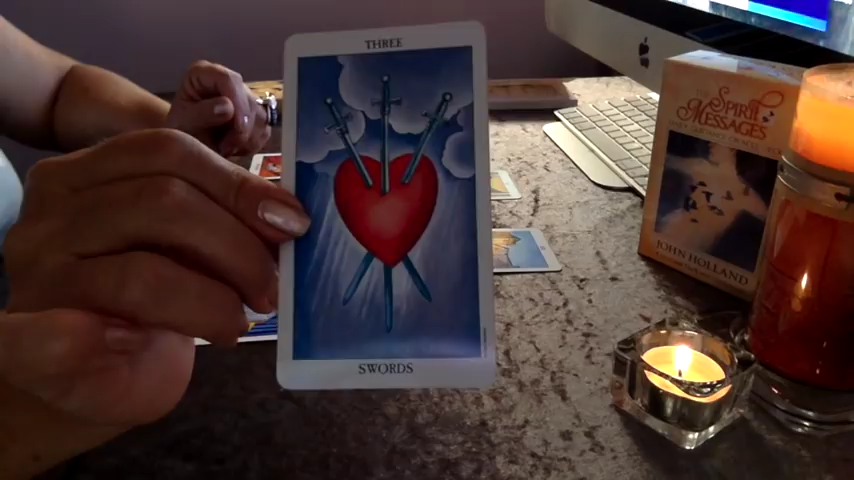 THREE
SWORDS
THE
Spirit
Messages
JOHN HOLLAND